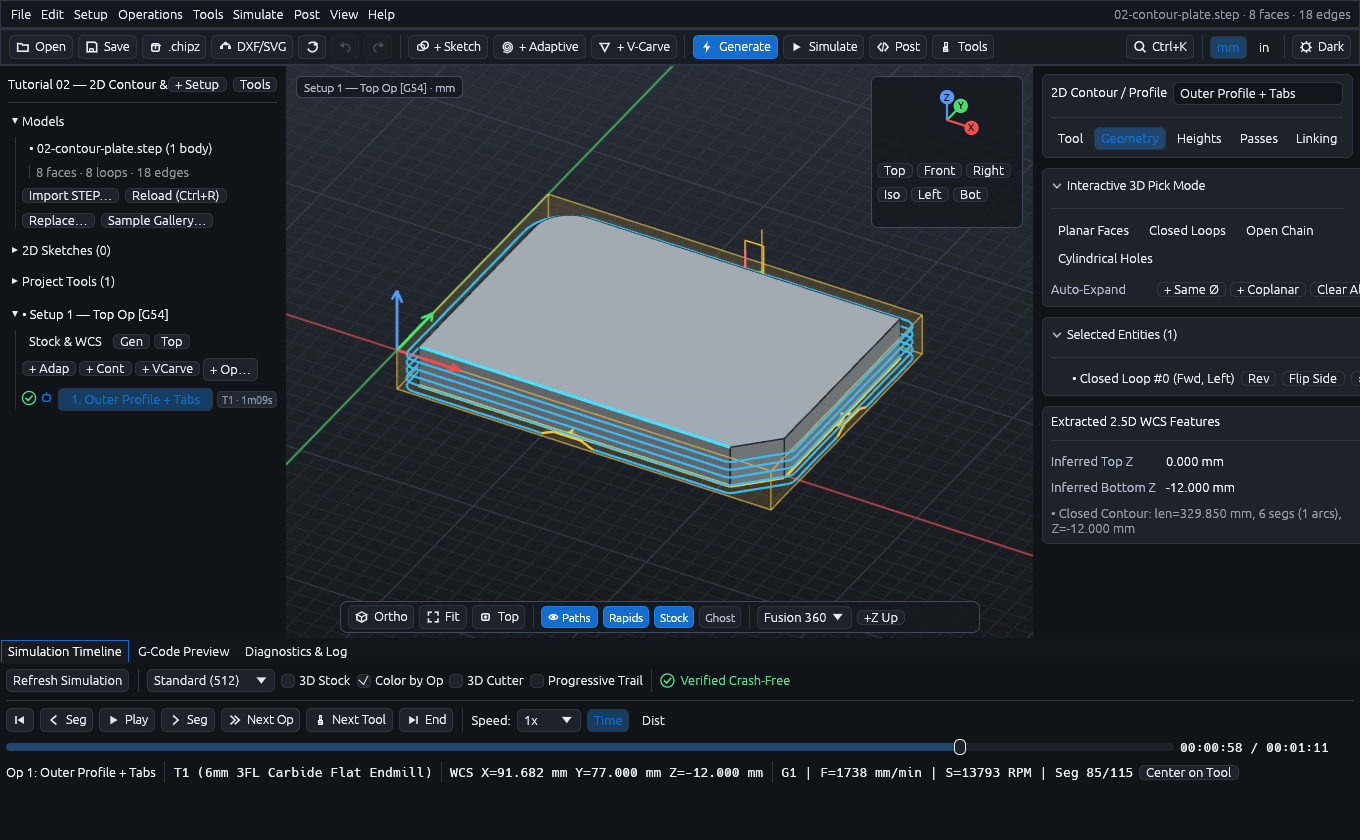 File Edit Setup Operations Tools Simulate Post View Help
02-contour-plate.step · 8 faces · 18 edges
Open Save .chipz DXF/SVG + Sketch + Adaptive + V-Carve Generate Simulate Post Tools Ctrl+K mm in Dark
Tutorial 02 — 2D Contour & + Setup Tools
Models
• 02-contour-plate.step (1 body)
8 faces · 8 loops · 18 edges
Import STEP… Reload (Ctrl+R)
Replace… Sample Gallery…
2D Sketches (0)
Project Tools (1)
• Setup 1 — Top Op [G54]
Stock & WCS Gen Top
+ Adap + Cont + VCarve + Op…
1. Outer Profile + Tabs T1 · 1m09s
Setup 1 — Top Op [G54] · mm
Z
Y
X
Top Front Right
Iso Left Bot
Ortho Fit Top Paths Rapids Stock Ghost Fusion 360 +Z Up
2D Contour / Profile Outer Profile + Tabs
Tool Geometry Heights Passes Linking
Interactive 3D Pick Mode
Planar Faces Closed Loops Open Chain
Cylindrical Holes
Auto-Expand + Same Ø + Coplanar Clear Al
Selected Entities (1)
• Closed Loop #0 (Fwd, Left) Rev Flip Side
Extracted 2.5D WCS Features
Inferred Top Z 0.000 mm
Inferred Bottom Z -12.000 mm
• Closed Contour: len=329.850 mm, 6 segs (1 arcs),
Z=-12.000 mm
Simulation Timeline G-Code Preview Diagnostics & Log
Refresh Simulation Standard (512) 3D Stock Color by Op 3D Cutter Progressive Trail Verified Crash-Free
Seg Play Seg Next Op Next Tool End Speed: 1x Time Dist
00:00:58 / 00:01:11
Op 1: Outer Profile + Tabs T1 (6mm 3FL Carbide Flat Endmill) WCS X=91.682 mm Y=77.000 mm Z=-12.000 mm G1 | F=1738 mm/min | S=13793 RPM | Seg 85/115 Center on Tool